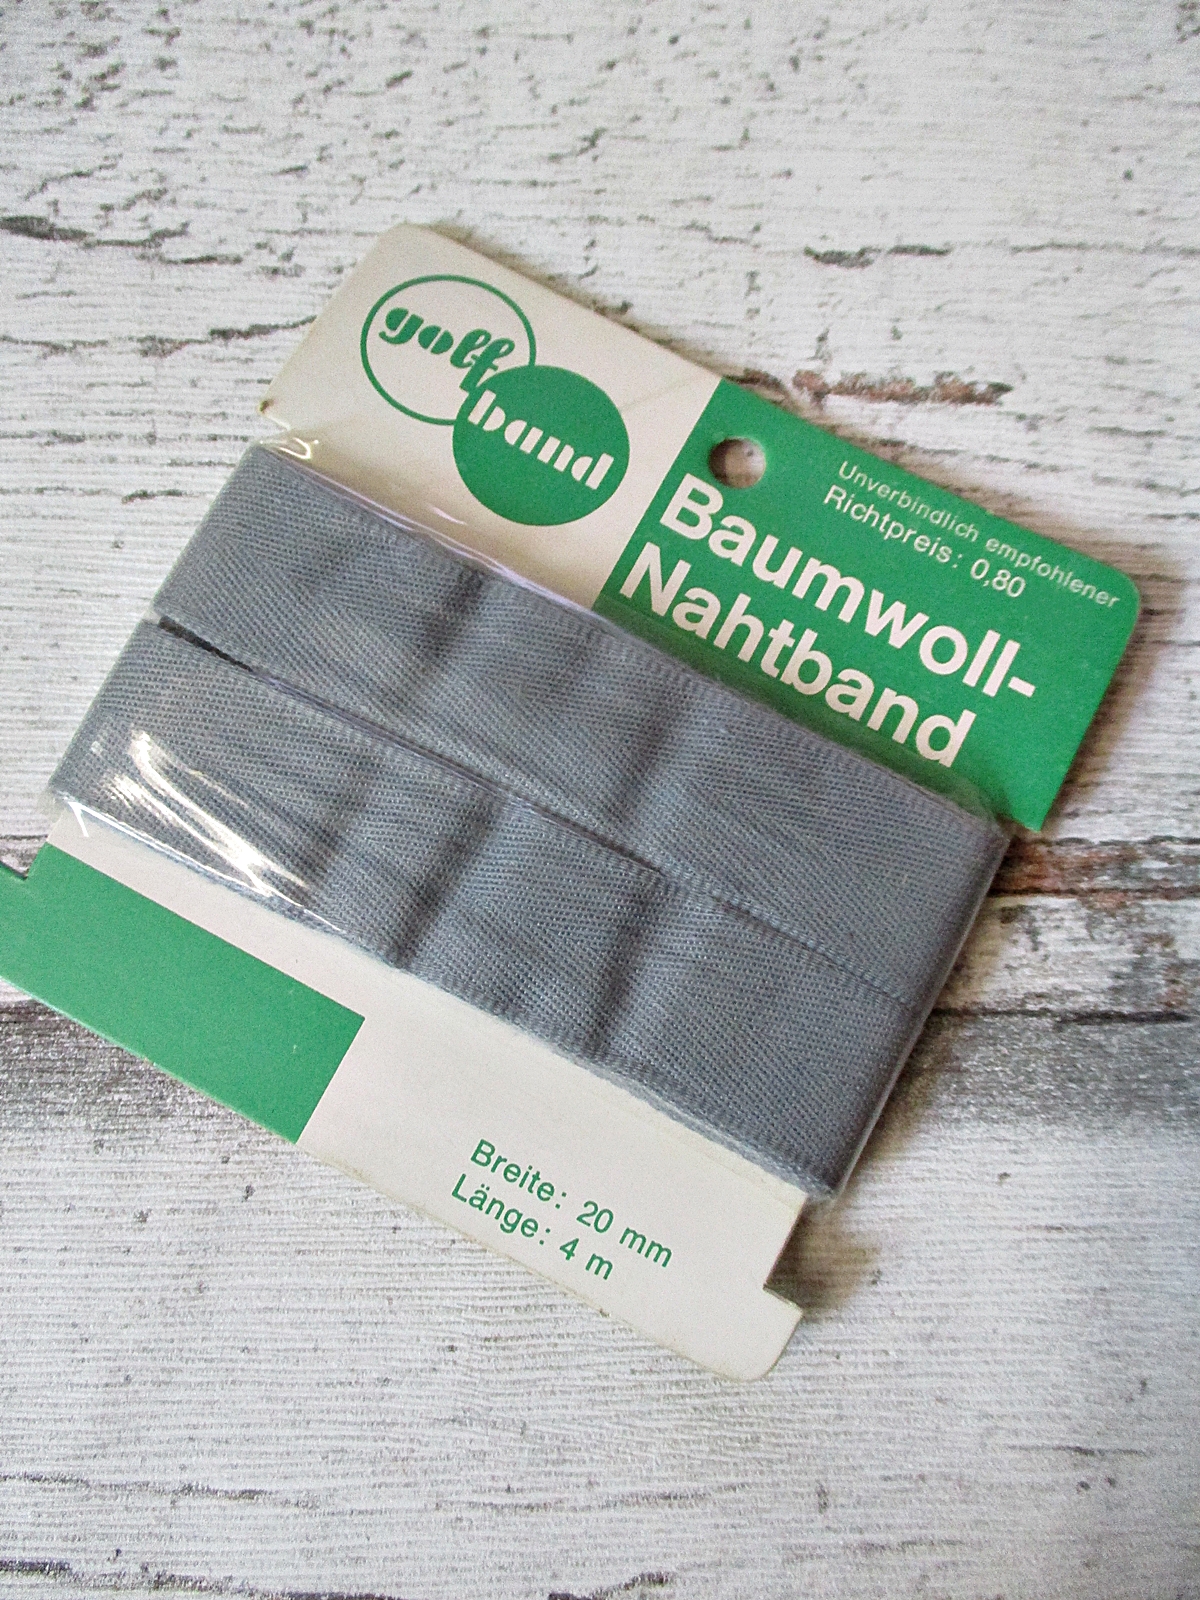 golf
band
Unverbindlich empfohlener
Richtpreis: 0,80
Baumwoll-
Nahtband
Breite: 20 mm
Länge: 4 m